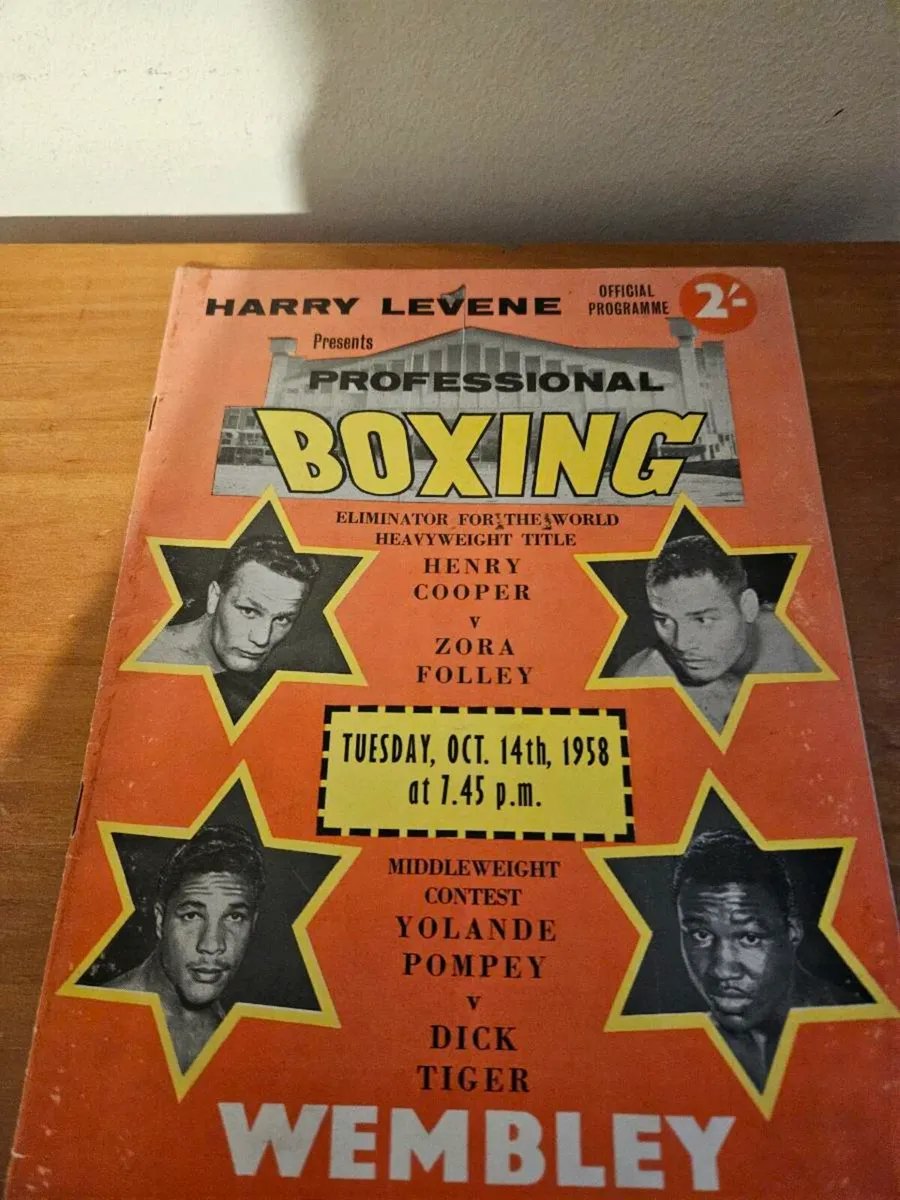 HARRY LEVENE
OFFICIAL
PROGRAMME
2/-
Presents
PROFESSIONAL
BOXING
ELIMINATOR FOR THE WORLD
HEAVYWEIGHT TITLE
HENRY
COOPER
v
ZORA
FOLLEY
TUESDAY, OCT. 14th, 1958
at 7.45 p.m.
MIDDLEWEIGHT
CONTEST
YOLANDE
POMPEY
v
DICK
TIGER
WEMBLEY